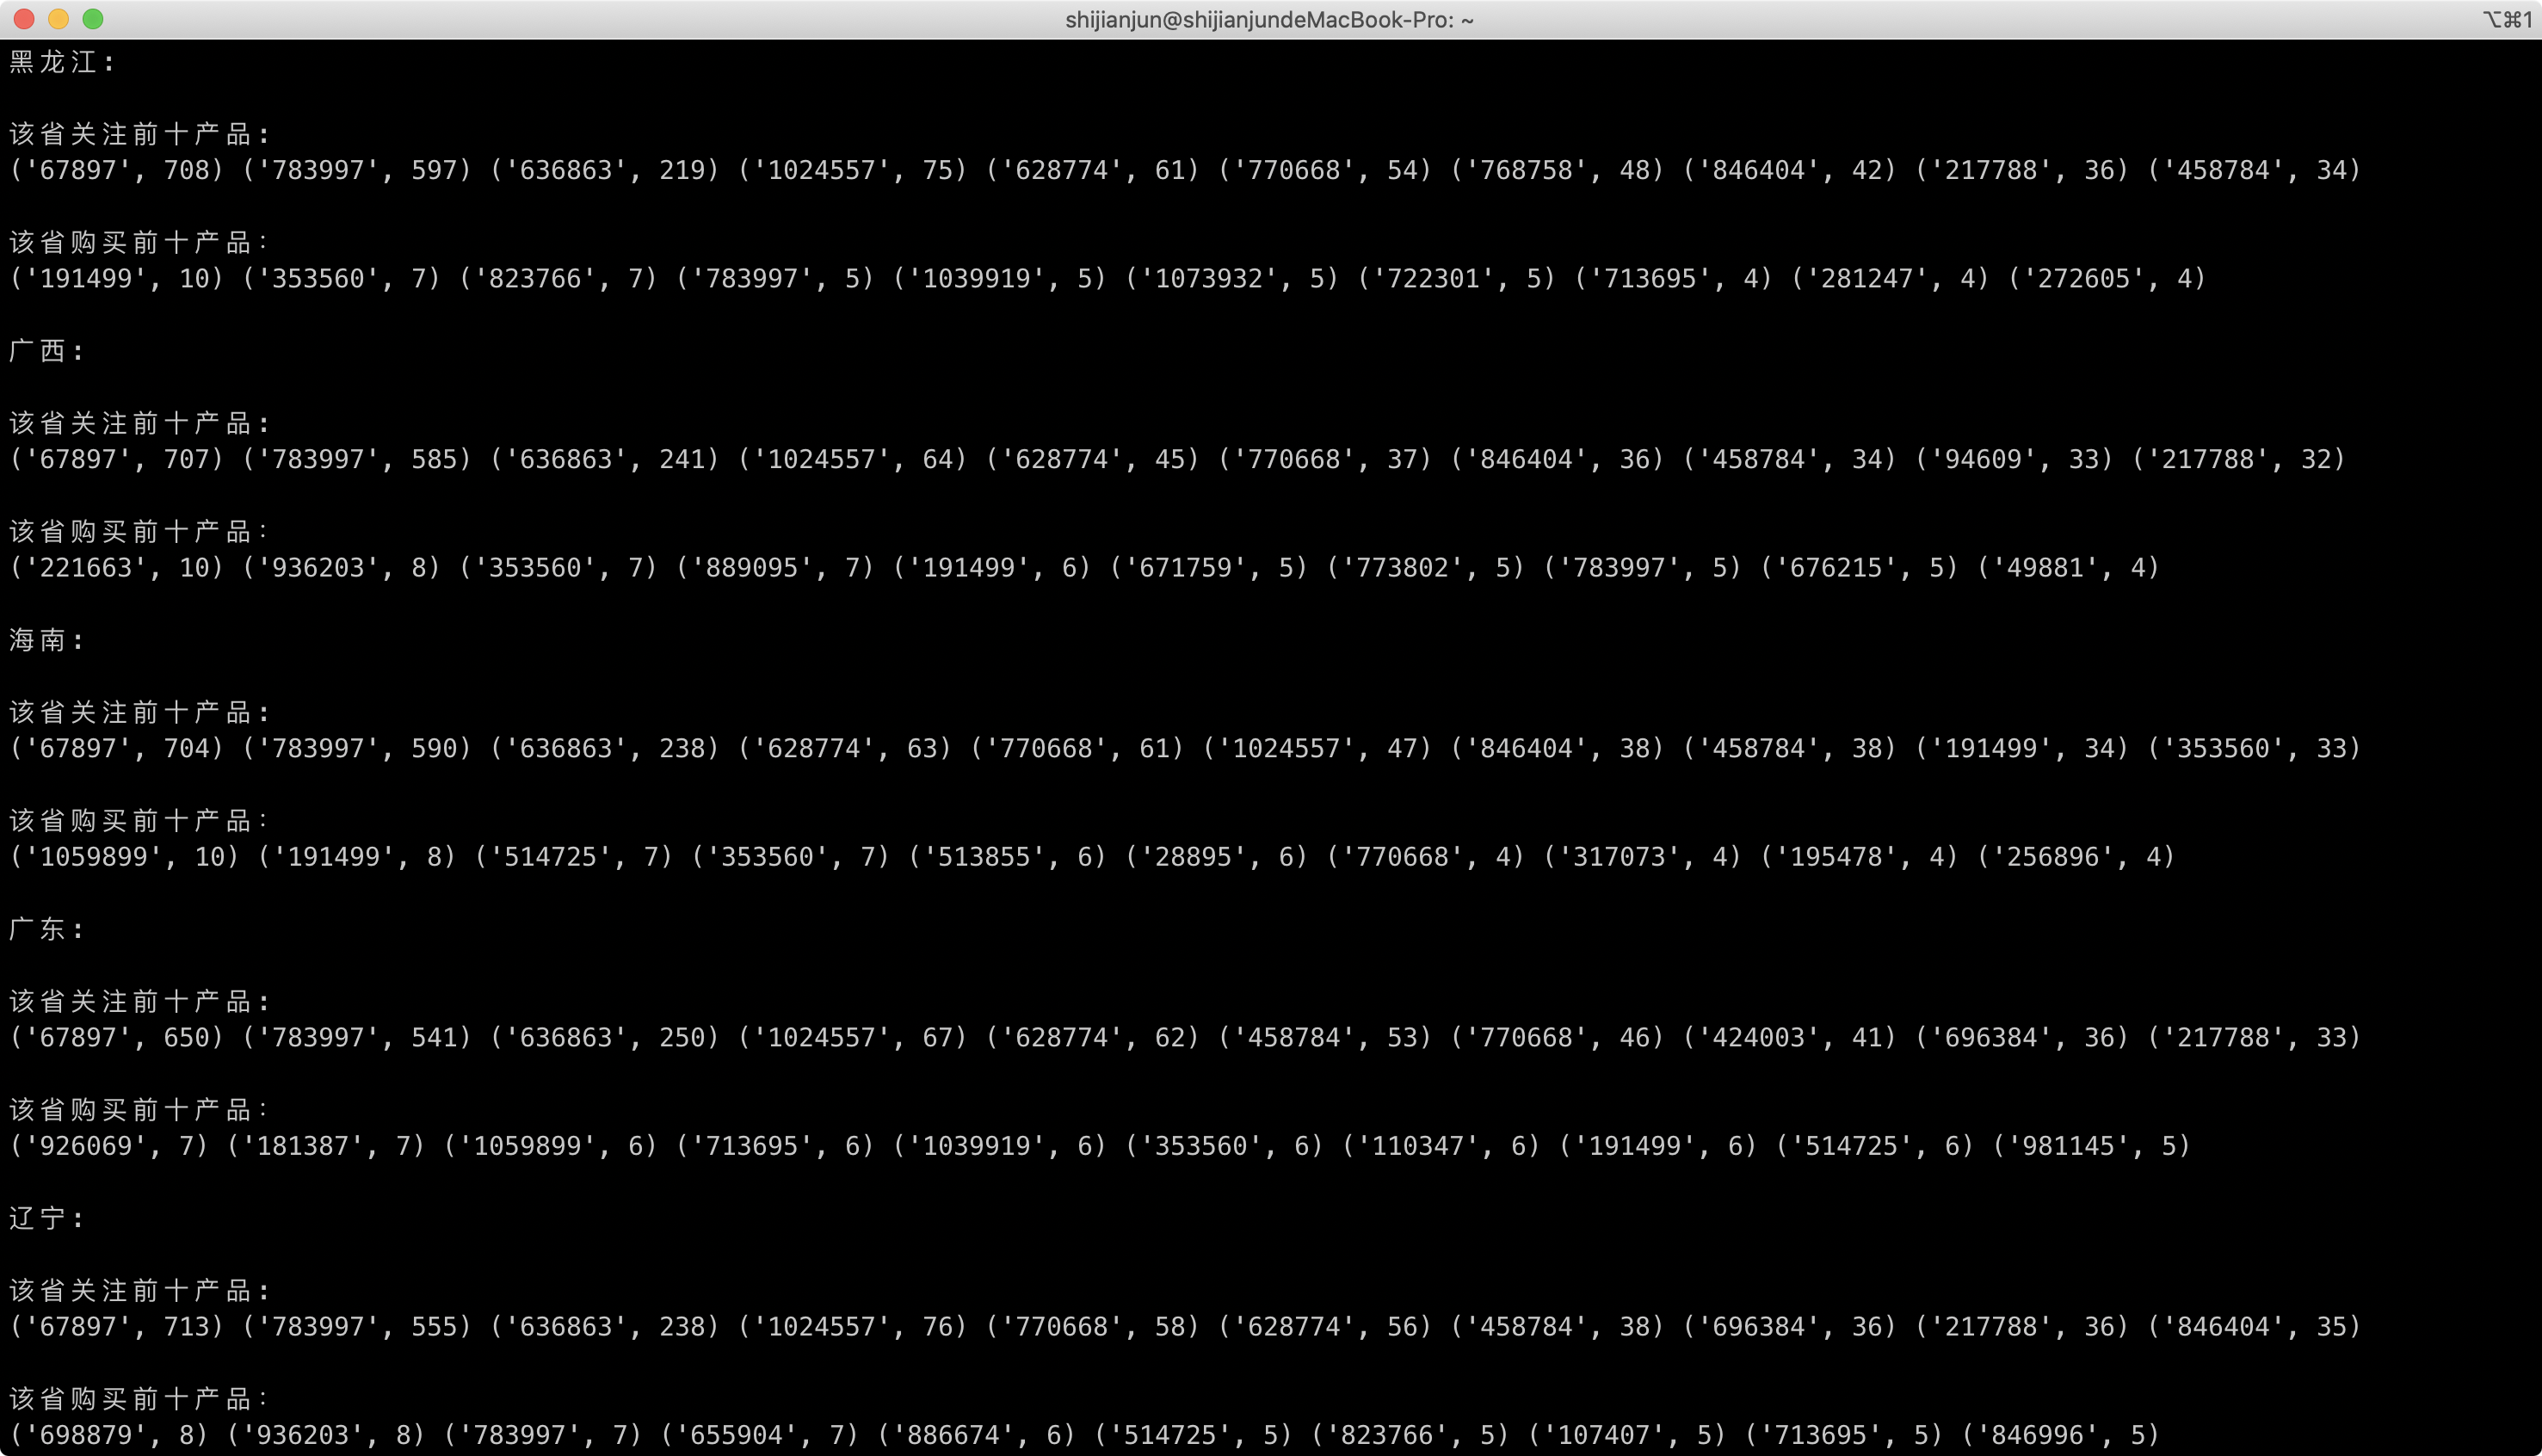 shijianjun@shijianjundeMacBook-Pro: ~
⌥⌘1
黑龙江:
该省关注前十产品:
('67897', 708) ('783997', 597) ('636863', 219) ('1024557', 75) ('628774', 61) ('770668', 54) ('768758', 48) ('846404', 42) ('217788', 36) ('458784', 34)
该省购买前十产品:
('191499', 10) ('353560', 7) ('823766', 7) ('783997', 5) ('1039919', 5) ('1073932', 5) ('722301', 5) ('713695', 4) ('281247', 4) ('272605', 4)
广西:
该省关注前十产品:
('67897', 707) ('783997', 585) ('636863', 241) ('1024557', 64) ('628774', 45) ('770668', 37) ('846404', 36) ('458784', 34) ('94609', 33) ('217788', 32)
该省购买前十产品:
('221663', 10) ('936203', 8) ('353560', 7) ('889095', 7) ('191499', 6) ('671759', 5) ('773802', 5) ('783997', 5) ('676215', 5) ('49881', 4)
海南:
该省关注前十产品:
('67897', 704) ('783997', 590) ('636863', 238) ('628774', 63) ('770668', 61) ('1024557', 47) ('846404', 38) ('458784', 38) ('191499', 34) ('353560', 33)
该省购买前十产品:
('1059899', 10) ('191499', 8) ('514725', 7) ('353560', 7) ('513855', 6) ('28895', 6) ('770668', 4) ('317073', 4) ('195478', 4) ('256896', 4)
广东:
该省关注前十产品:
('67897', 650) ('783997', 541) ('636863', 250) ('1024557', 67) ('628774', 62) ('458784', 53) ('770668', 46) ('424003', 41) ('696384', 36) ('217788', 33)
该省购买前十产品:
('926069', 7) ('181387', 7) ('1059899', 6) ('713695', 6) ('1039919', 6) ('353560', 6) ('110347', 6) ('191499', 6) ('514725', 6) ('981145', 5)
辽宁:
该省关注前十产品:
('67897', 713) ('783997', 555) ('636863', 238) ('1024557', 76) ('770668', 58) ('628774', 56) ('458784', 38) ('696384', 36) ('217788', 36) ('846404', 35)
该省购买前十产品:
('698879', 8) ('936203', 8) ('783997', 7) ('655904', 7) ('886674', 6) ('514725', 5) ('823766', 5) ('107407', 5) ('713695', 5) ('846996', 5)